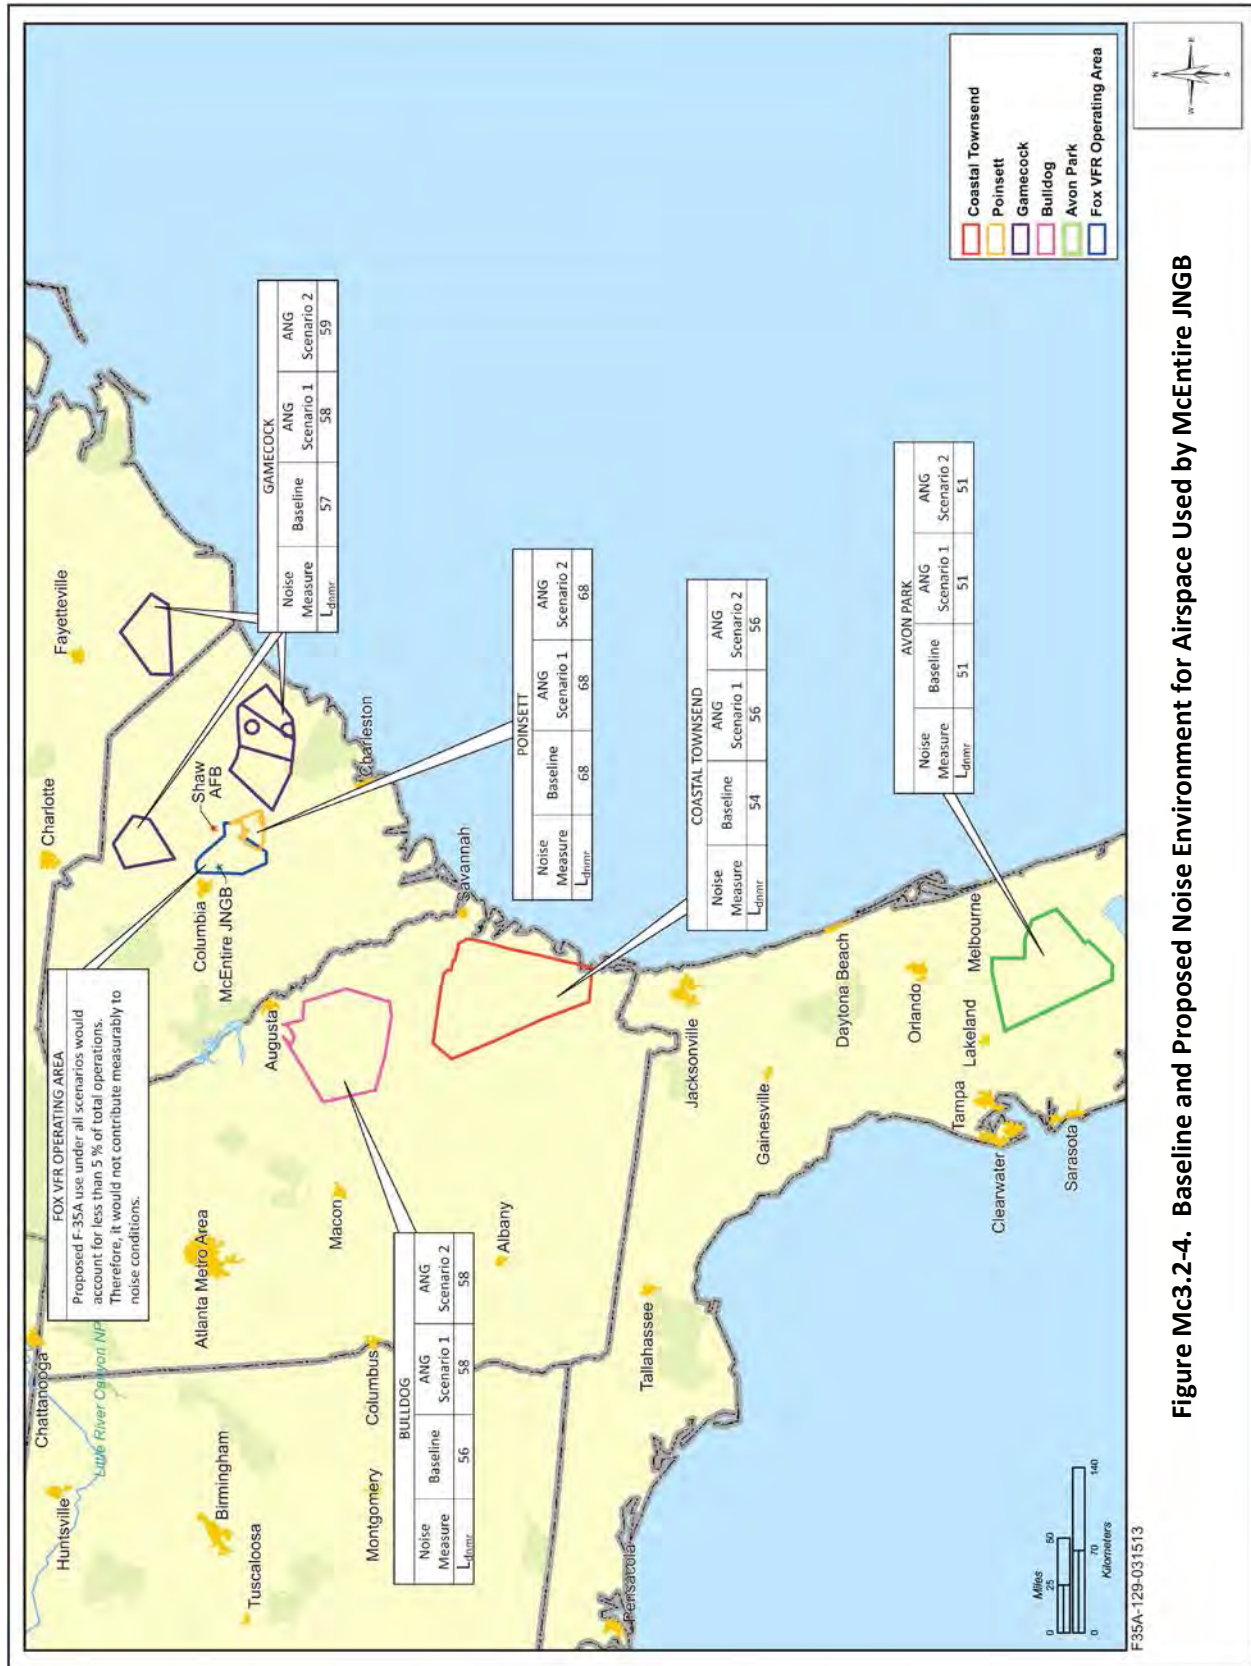 Chattanooga
Huntsville
Little River Canyon NP
Birmingham
Tuscaloosa
Atlanta Metro Area
Montgomery
Columbus
Macon
Albany
FOX VFR OPERATING AREA
Proposed F-35A use under all scenarios would
account for less than 5 % of total operations.
Therefore, it would not contribute measurably to
noise conditions.
Charlotte
Fayetteville
Columbia
McEntire JNGB
Shaw
AFB
Augusta
Charleston
Savannah
GAMECOCK
Noise Measure Baseline ANG Scenario 1 ANG Scenario 2
Ldnmr 57 58 59
POINSETT
Noise Measure Baseline ANG Scenario 1 ANG Scenario 2
Ldnmr 68 68 68
COASTAL TOWNSEND
Noise Measure Baseline ANG Scenario 1 ANG Scenario 2
Ldnmr 54 56 56
BULLDOG
Noise Measure Baseline ANG Scenario 1 ANG Scenario 2
Ldnmr 56 58 58
AVON PARK
Noise Measure Baseline ANG Scenario 1 ANG Scenario 2
Ldnmr 51 51 51
Pensacola
Tallahassee
Jacksonville
Gainesville
Daytona Beach
Orlando
Melbourne
Lakeland
Tampa
Clearwater
Sarasota
Coastal Townsend
Poinsett
Gamecock
Bulldog
Avon Park
Fox VFR Operating Area
Miles
0 25 50
0 70 140
Kilometers
N
W E
S
F35A-129-031513
Figure Mc3.2-4. Baseline and Proposed Noise Environment for Airspace Used by McEntire JNGB